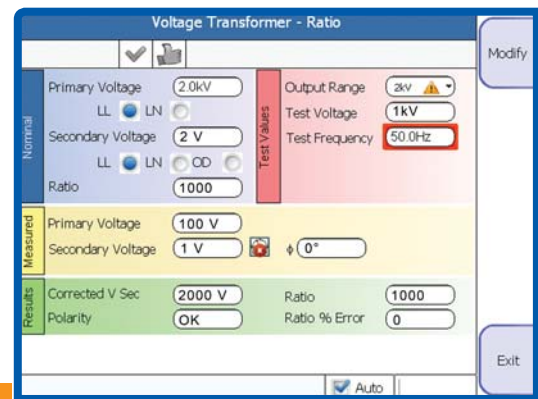 Voltage Transformer - Ratio
Modify
Nominal
Primary Voltage 2.0kV
LL LN
Secondary Voltage 2 V
LL LN OD
Ratio 1000
Test Values
Output Range 2kV
Test Voltage 1kV
Test Frequency 50.0Hz
Measured
Primary Voltage 100 V
Secondary Voltage 1 V ϕ 0°
Results
Corrected V Sec 2000 V Ratio 1000
Polarity OK Ratio % Error 0
Auto
Exit